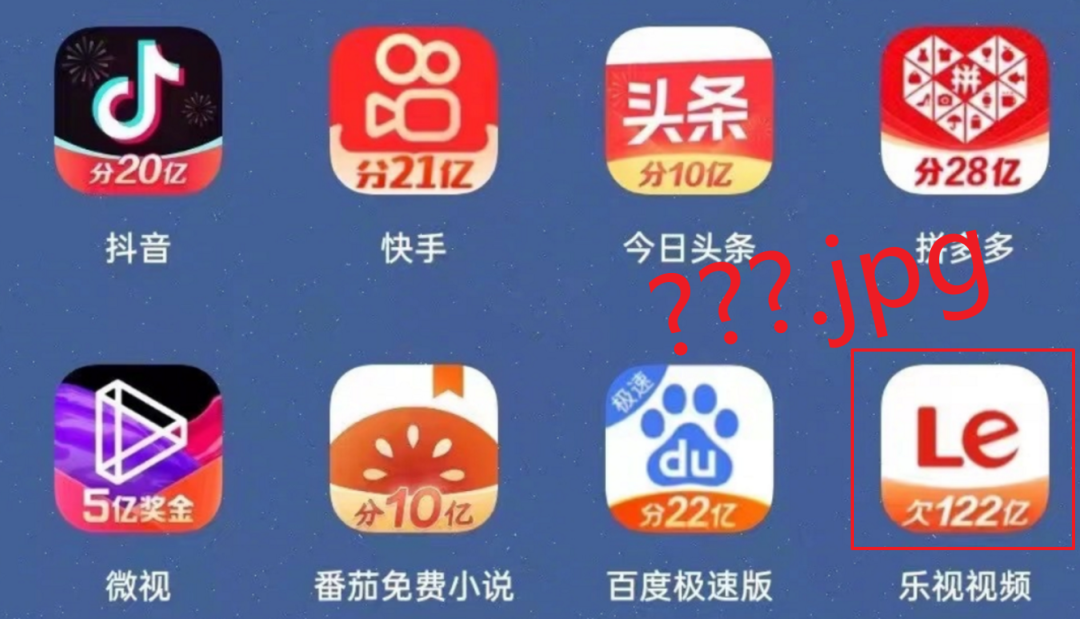 分20亿
分21亿
头条
分10亿
拼
分28亿
抖音
快手
今日头条
拼多多
???.jpg
5亿奖金
分10亿
极速
du
分22亿
Le
欠122亿
微视
番茄免费小说
百度极速版
乐视视频